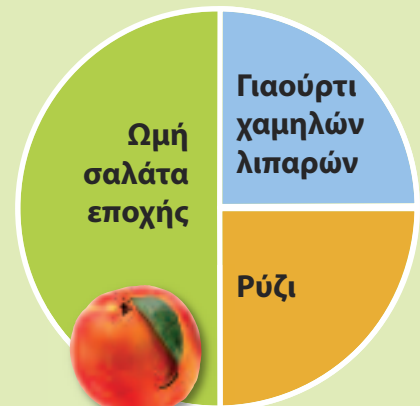 Ωμή
σαλάτα
εποχής
Γιαούρτι
χαμηλών
λιπαρών
Ρύζι